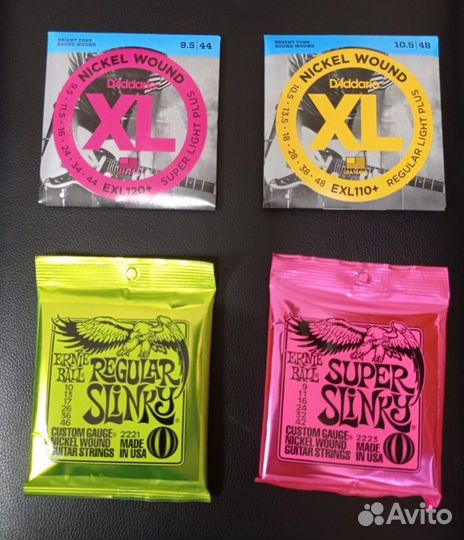 BRIGHT TONE
ROUND WOUND
9.5/44
NICKEL WOUND
D'Addario
XL
9.5 • 11.5 • 16 • 24 • 34 • 44
EXL120+
SUPER LIGHT PLUS
BRIGHT TONE
ROUND WOUND
10.5/48
NICKEL WOUND
D'Addario
XL
10.5 • 13.5 • 18 • 28 • 38 • 48
EXL110+
REGULAR LIGHT PLUS
ERNIE
BALL
REGULAR
SLINKY
10
13
17
26
36
46
CUSTOM GAUGE
NICKEL WOUND
GUITAR STRINGS
2221
MADE
IN USA
ERNIE
BALL
SUPER
SLINKY
9
11
16
24
32
42
CUSTOM GAUGE
NICKEL WOUND
GUITAR STRINGS
2223
MADE
IN USA
Avito